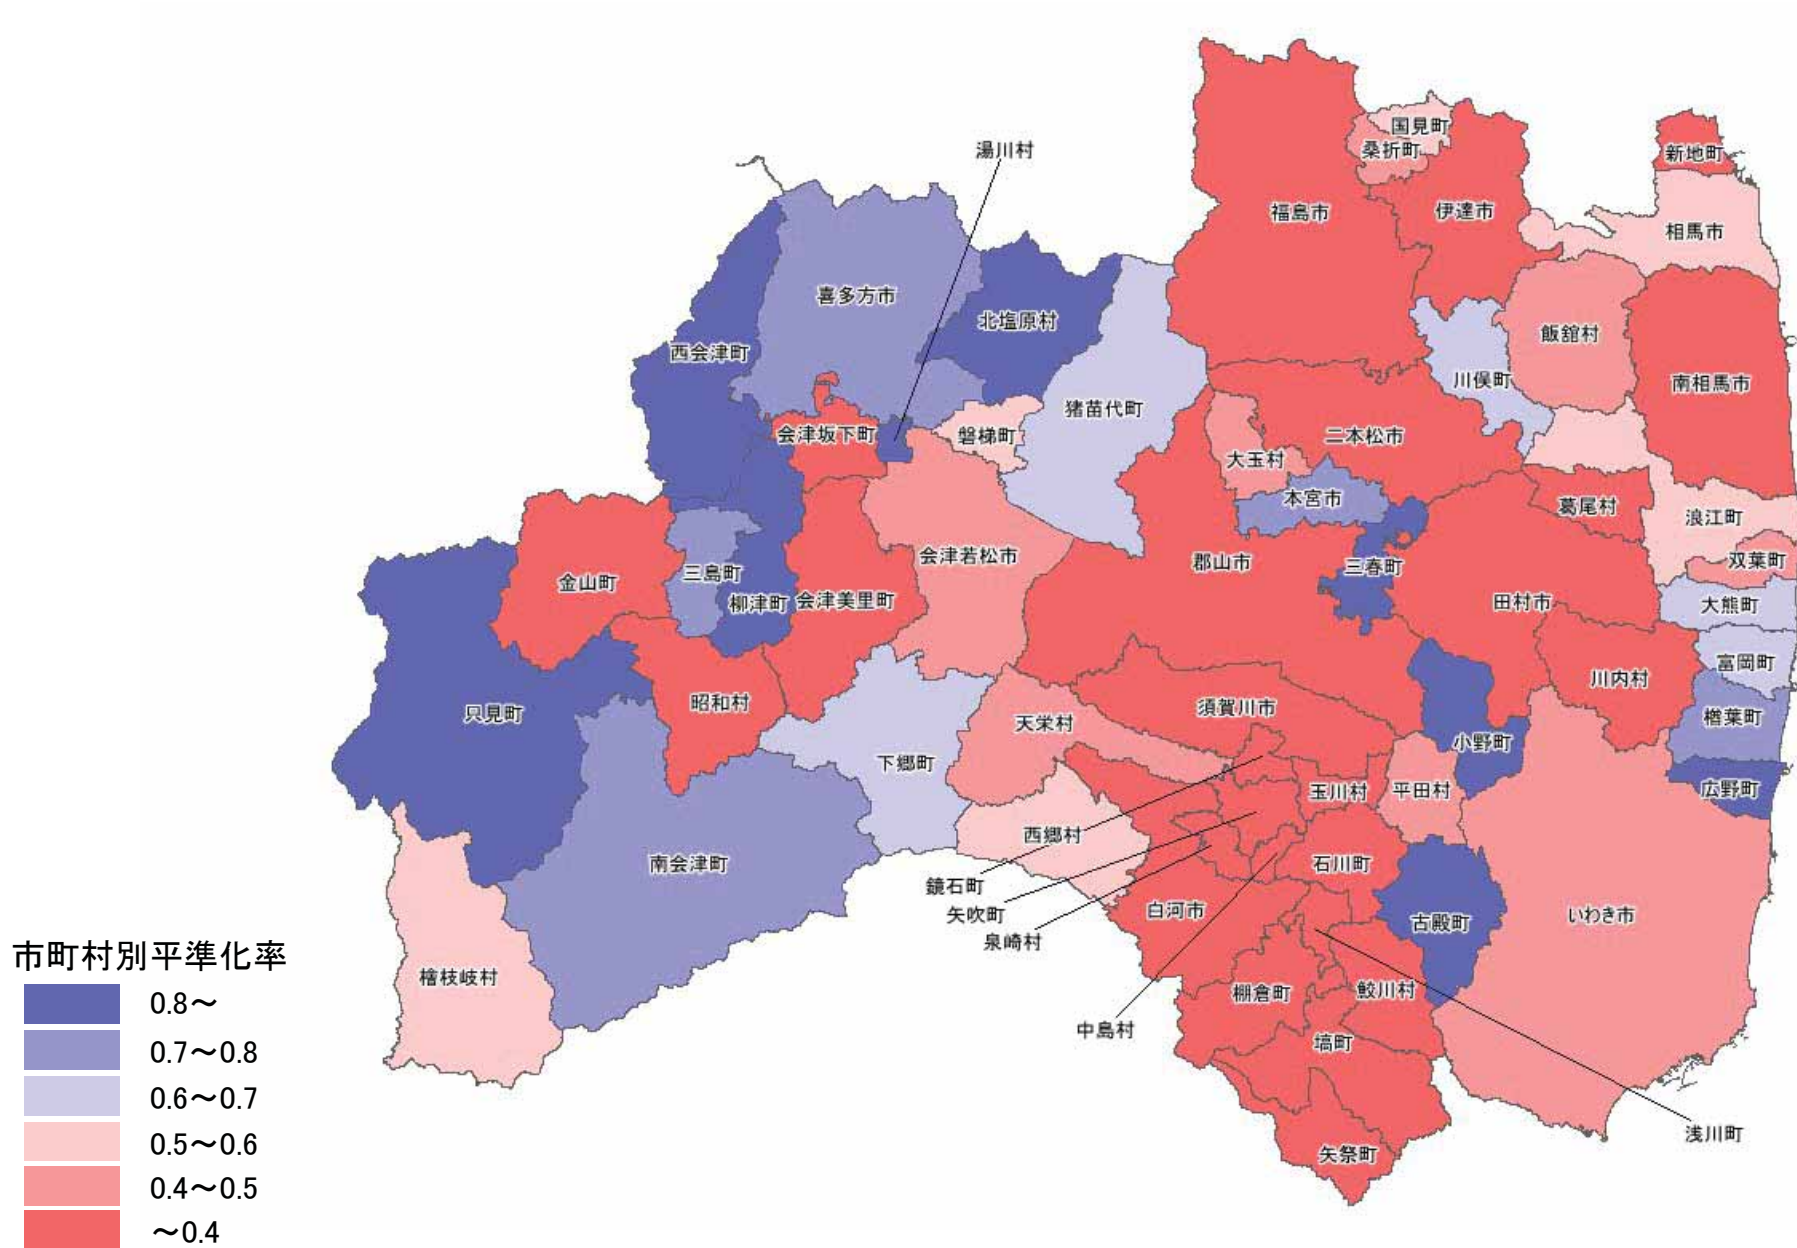 湯川村
国見町
桑折町
新地町
福島市
伊達市
相馬市
喜多方市
北塩原村
西会津町
飯舘村
川俣町
南相馬市
猪苗代町
会津坂下町
磐梯町
二本松市
大玉村
本宮市
葛尾村
浪江町
会津若松市
双葉町
郡山市
三春町
三島町
金山町
柳津町
会津美里町
田村市
大熊町
富岡町
川内村
昭和村
只見町
須賀川市
楢葉町
天栄村
小野町
下郷町
玉川村
平田村
広野町
西郷村
南会津町
石川町
鏡石町
矢吹町
白河市
古殿町
いわき市
泉崎村
檜枝岐村
棚倉町
鮫川村
中島村
塙町
浅川町
矢祭町
市町村別平準化率
0.8～
0.7～0.8
0.6～0.7
0.5～0.6
0.4～0.5
～0.4